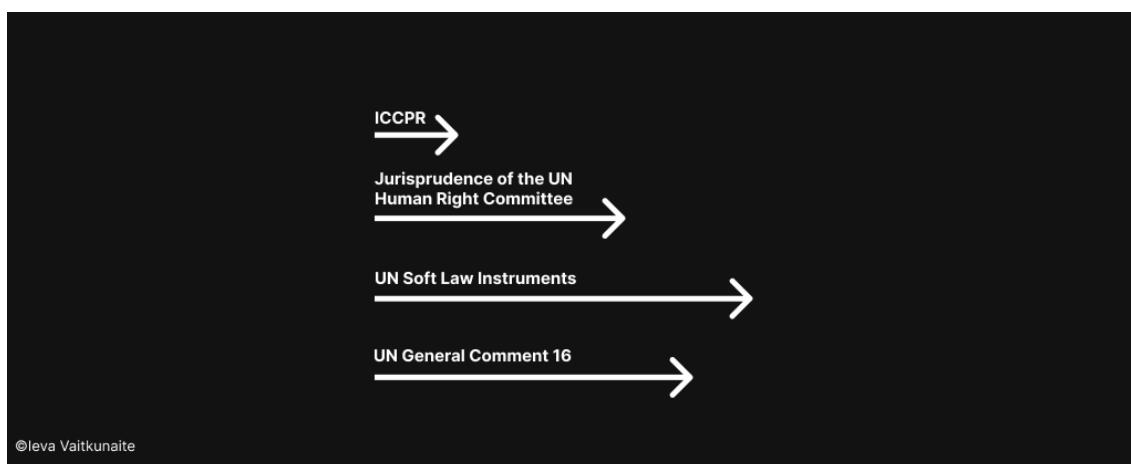 ICCPR
Jurisprudence of the UN
Human Right Committee
UN Soft Law Instruments
UN General Comment 16
©Ieva Vaitkunaite